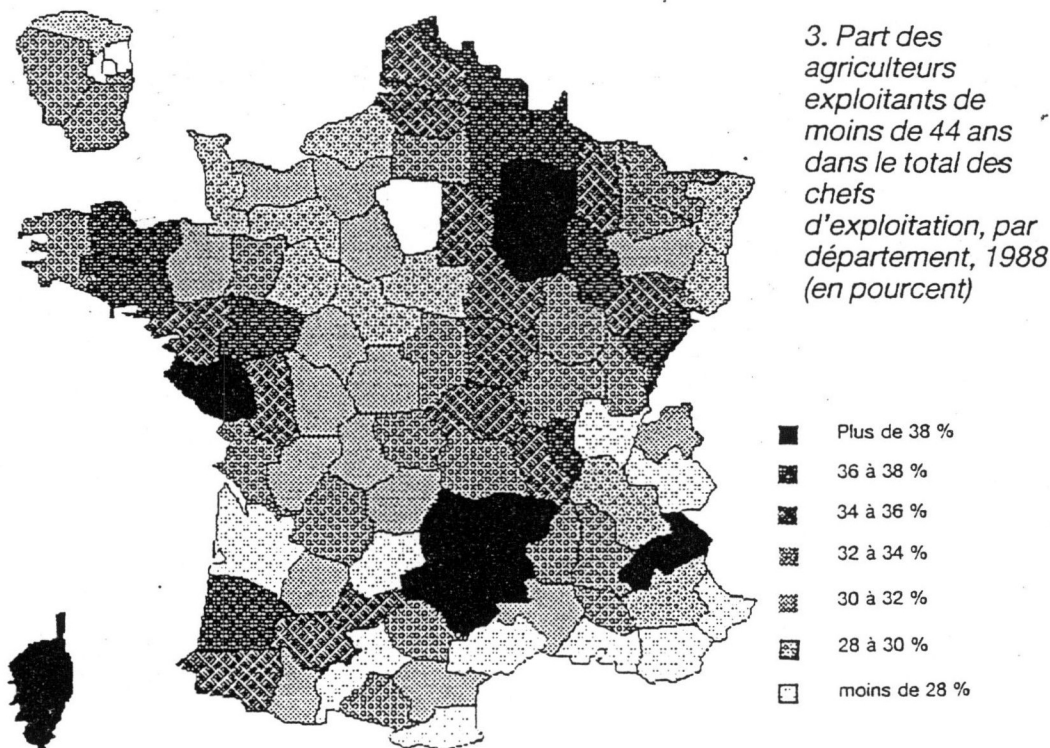 3. Part des
agriculteurs
exploitants de
moins de 44 ans
dans le total des
chefs
d'exploitation, par
département, 1988
(en pourcent)
Plus de 38 %
36 à 38 %
34 à 36 %
32 à 34 %
30 à 32 %
28 à 30 %
moins de 28 %